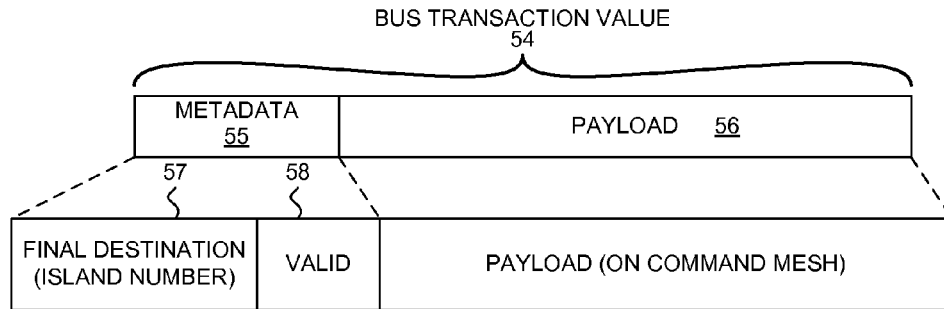 BUS TRANSACTION VALUE
54
METADATA
55
PAYLOAD 56
57 58
FINAL DESTINATION
(ISLAND NUMBER)
VALID
PAYLOAD (ON COMMAND MESH)